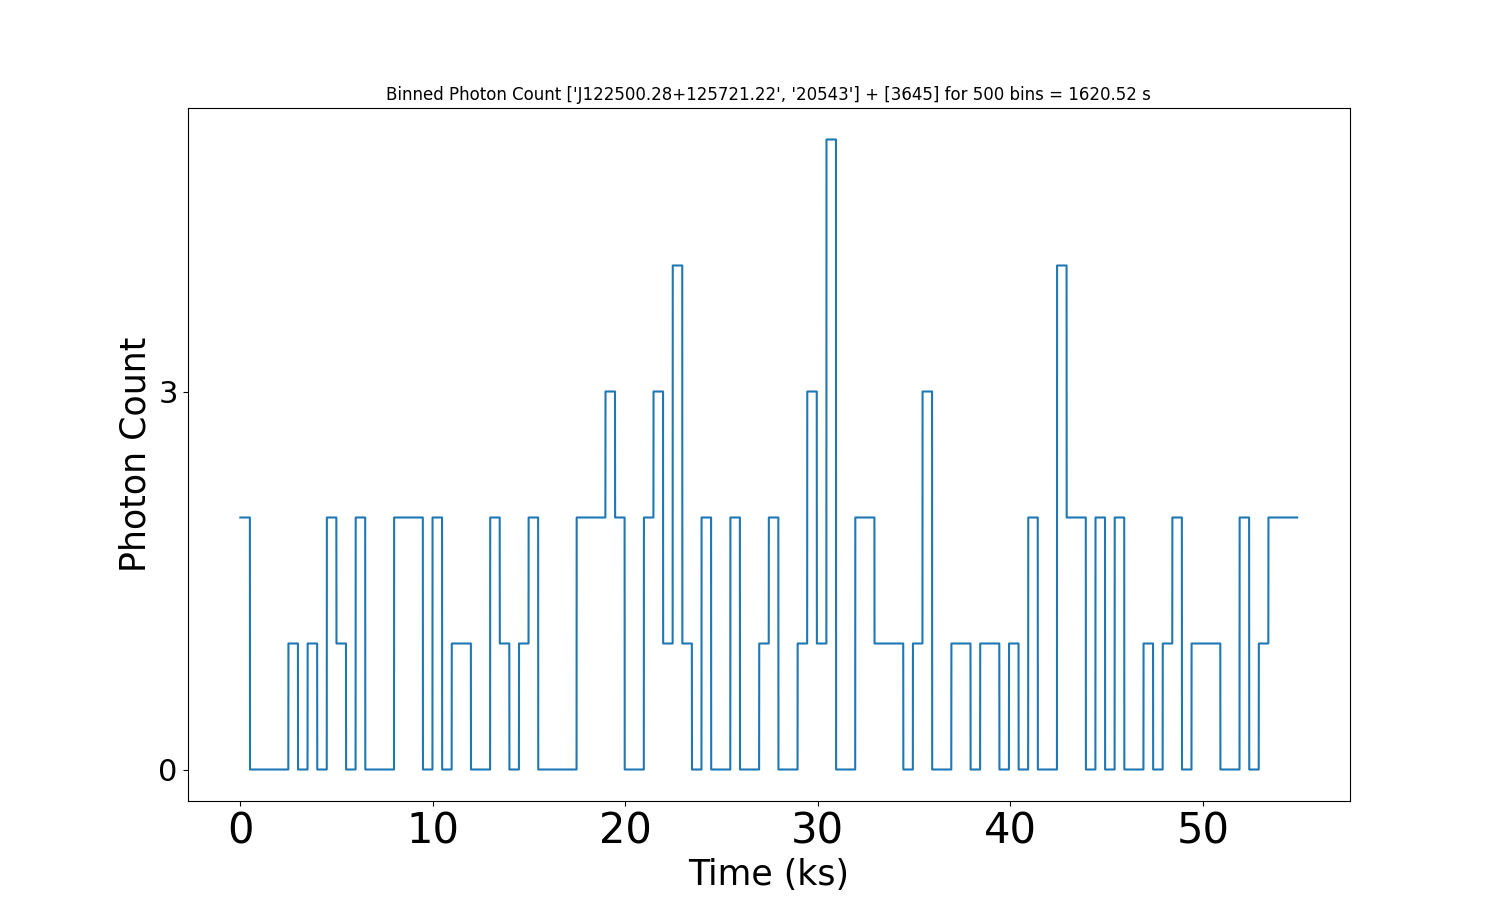 Binned Photon Count ['J122500.28+125721.22', '20543'] + [3645] for 500 bins = 1620.52 s
Photon Count
3
0
0 10 20 30 40 50
Time (ks)